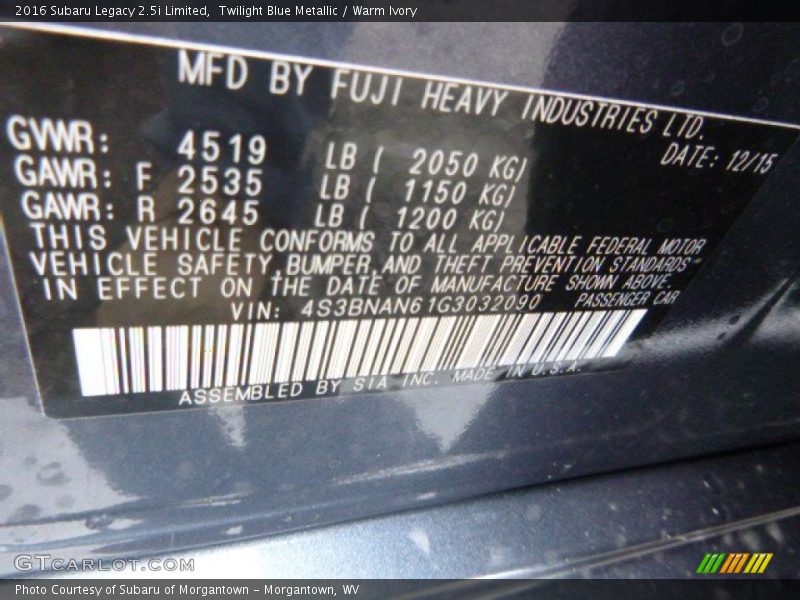 2016 Subaru Legacy 2.5i Limited,  Twilight Blue Metallic / Warm Ivory
MFD BY FUJI HEAVY INDUSTRIES LTD.
DATE: 12/15
GVWR: 4519 LB ( 2050 KG)
GAWR: F 2535 LB ( 1150 KG)
GAWR: R 2645 LB ( 1200 KG)
THIS VEHICLE CONFORMS TO ALL APPLICABLE FEDERAL MOTOR
VEHICLE SAFETY,BUMPER,AND THEFT PREVENTION STANDARDS
IN EFFECT ON THE DATE OF MANUFACTURE SHOWN ABOVE.
VIN: 4S3BNAN61G3032090 PASSENGER CAR
ASSEMBLED BY SIA INC. MADE IN U.S.A.
GTCARLOT.COM
Photo Courtesy of Subaru of Morgantown – Morgantown, WV